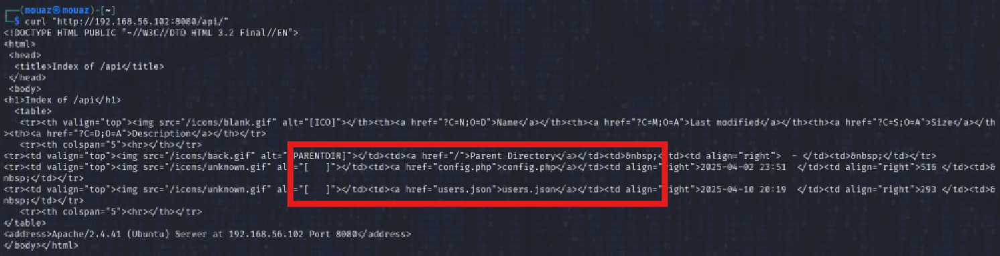 ┌──(mouaz㉿mouaz)-[~]
└─$ curl "http://192.168.56.102:8080/api/"
<!DOCTYPE HTML PUBLIC "-//W3C//DTD HTML 3.2 Final//EN">
<html>
 <head>
  <title>Index of /api</title>
 </head>
 <body>
<h1>Index of /api</h1>
  <table>
   <tr><th valign="top"><img src="/icons/blank.gif" alt="[ICO]"></th><th><a href="?C=N;O=D">Name</a></th><th><a href="?C=M;O=A">Last modified</a></th><th><a href="?C=S;O=A">Size</a></th
><th><a href="?C=D;O=A">Description</a></th></tr>
   <tr><th colspan="5"><hr></th></tr>
<tr><td valign="top"><img src="/icons/back.gif" alt="[PARENTDIR]"></td><td><a href="/">Parent Directory</a></td><td>&nbsp;</td><td align="right">  - </td><td>&nbsp;</td></tr>
<tr><td valign="top"><img src="/icons/unknown.gif" alt="[   ]"></td><td><a href="config.php">config.php</a></td><td align="right">2025-04-02 23:51  </td><td align="right">516 </td><td>&
nbsp;</td></tr>
<tr><td valign="top"><img src="/icons/unknown.gif" alt="[   ]"></td><td><a href="users.json">users.json</a></td><td align="right">2025-04-10 20:19  </td><td align="right">293 </td><td>&
nbsp;</td></tr>
   <tr><th colspan="5"><hr></th></tr>
</table>
<address>Apache/2.4.41 (Ubuntu) Server at 192.168.56.102 Port 8080</address>
</body></html>